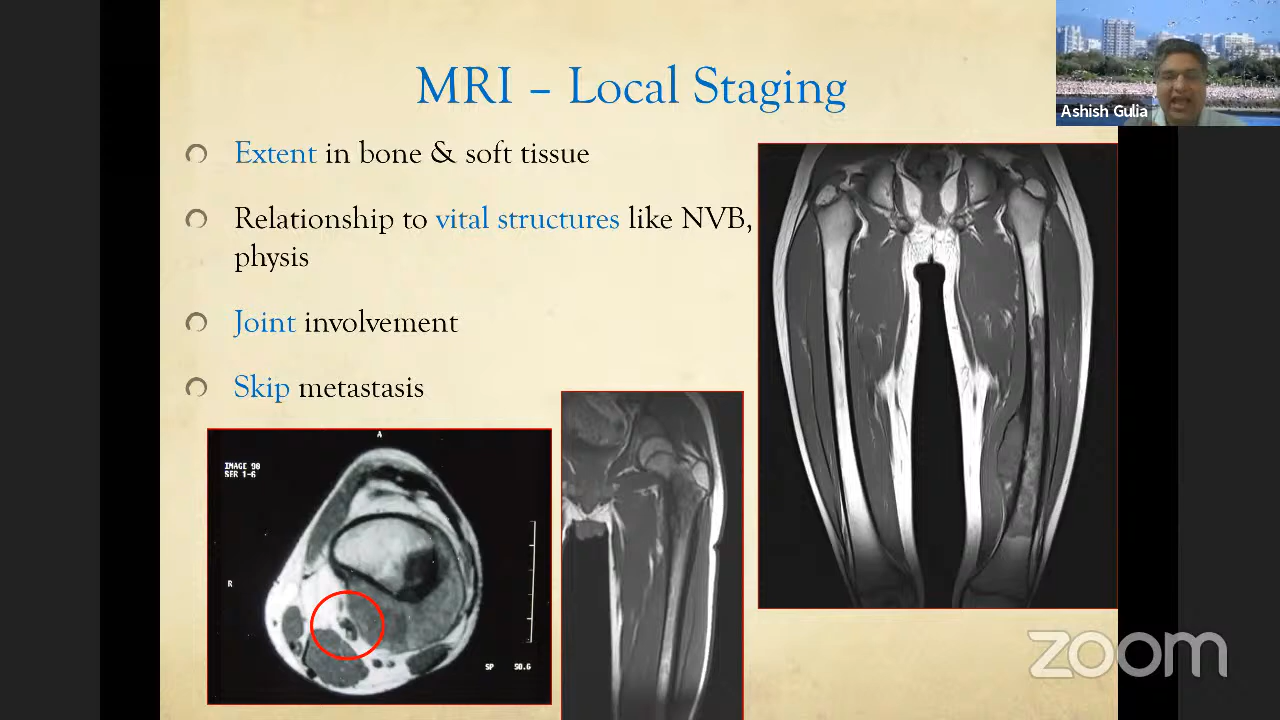 MRI – Local Staging
Ashish Gulia
Extent in bone & soft tissue
Relationship to vital structures like NVB,
physis
Joint involvement
Skip metastasis
A
IMAGE 90
SER 1-6
R
SP 50.6
zoom